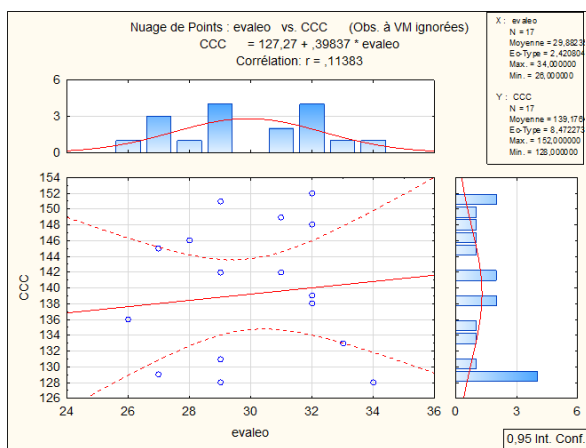 Nuage de Points : evaleo vs. CCC (Obs. à VM ignorées)
CCC = 127,27 + ,39837 * evaleo
Corrélation: r = ,11383
X : evaleo
N = 17
Moyenne = 29,88235
Ec-Type = 2,420804
Max. = 34,000000
Min. = 26,000000
Y : CCC
N = 17
Moyenne = 139,1764
Ec-Type = 8,472273
Max. = 152,000000
Min. = 128,000000
6
3
0
154
152
150
148
146
144
142
140
138
136
134
132
130
128
126
CCC
24 26 28 30 32 34 36
evaleo
0 3 6
0,95 Int. Conf